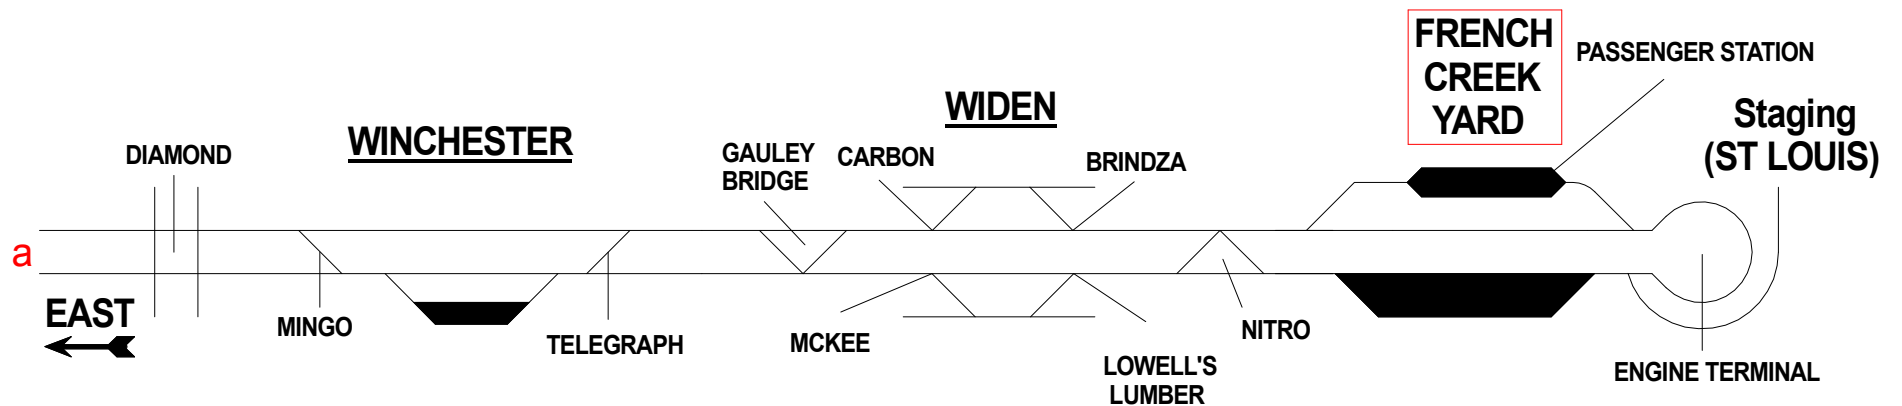 FRENCH
CREEK
YARD
PASSENGER STATION
WIDEN
Staging
(ST LOUIS)
WINCHESTER
DIAMOND
GAULEY
BRIDGE
CARBON
BRINDZA
a
EAST
MINGO
TELEGRAPH
MCKEE
NITRO
LOWELL'S
LUMBER
ENGINE TERMINAL